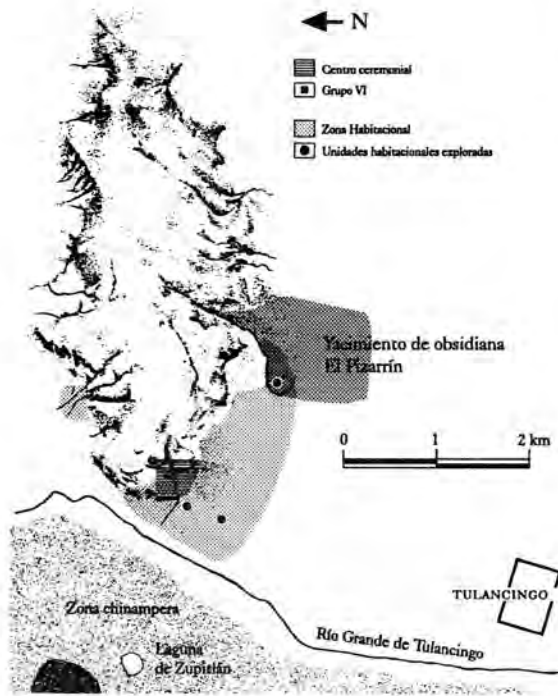 N
Centro ceremonial
Grupo VI
Zona Habitacional
Unidades habitacionales exploradas
Yacimiento de obsidiana
El Pizarrín
0 1 2 km
TULANCINGO
Río Grande de Tulancingo
Zona chinampera
Laguna
de Zupitlán